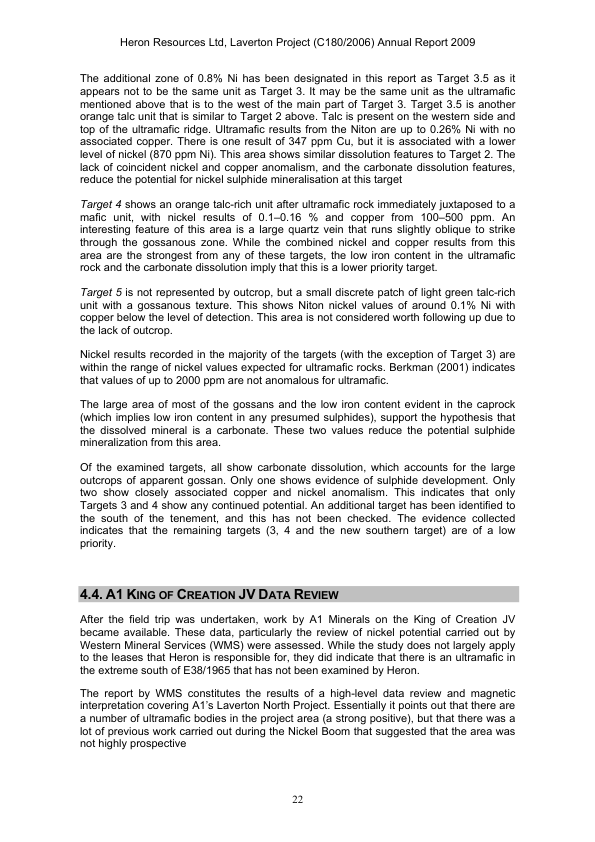 Heron Resources Ltd, Laverton Project (C180/2006) Annual Report 2009
The additional zone of 0.8% Ni has been designated in this report as Target 3.5 as it
appears not to be the same unit as Target 3. It may be the same unit as the ultramafic
mentioned above that is to the west of the main part of Target 3. Target 3.5 is another
orange talc unit that is similar to Target 2 above. Talc is present on the western side and
top of the ultramafic ridge. Ultramafic results from the Niton are up to 0.26% Ni with no
associated copper. There is one result of 347 ppm Cu, but it is associated with a lower
level of nickel (870 ppm Ni). This area shows similar dissolution features to Target 2. The
lack of coincident nickel and copper anomalism, and the carbonate dissolution features,
reduce the potential for nickel sulphide mineralisation at this target
Target 4 shows an orange talc-rich unit after ultramafic rock immediately juxtaposed to a
mafic unit, with nickel results of 0.1–0.16 % and copper from 100–500 ppm. An
interesting feature of this area is a large quartz vein that runs slightly oblique to strike
through the gossanous zone. While the combined nickel and copper results from this
area are the strongest from any of these targets, the low iron content in the ultramafic
rock and the carbonate dissolution imply that this is a lower priority target.
Target 5 is not represented by outcrop, but a small discrete patch of light green talc-rich
unit with a gossanous texture. This shows Niton nickel values of around 0.1% Ni with
copper below the level of detection. This area is not considered worth following up due to
the lack of outcrop.
Nickel results recorded in the majority of the targets (with the exception of Target 3) are
within the range of nickel values expected for ultramafic rocks. Berkman (2001) indicates
that values of up to 2000 ppm are not anomalous for ultramafic.
The large area of most of the gossans and the low iron content evident in the caprock
(which implies low iron content in any presumed sulphides), support the hypothesis that
the dissolved mineral is a carbonate. These two values reduce the potential sulphide
mineralization from this area.
Of the examined targets, all show carbonate dissolution, which accounts for the large
outcrops of apparent gossan. Only one shows evidence of sulphide development. Only
two show closely associated copper and nickel anomalism. This indicates that only
Targets 3 and 4 show any continued potential. An additional target has been identified to
the south of the tenement, and this has not been checked. The evidence collected
indicates that the remaining targets (3, 4 and the new southern target) are of a low
priority.
4.4. A1 KING OF CREATION JV DATA REVIEW
After the field trip was undertaken, work by A1 Minerals on the King of Creation JV
became available. These data, particularly the review of nickel potential carried out by
Western Mineral Services (WMS) were assessed. While the study does not largely apply
to the leases that Heron is responsible for, they did indicate that there is an ultramafic in
the extreme south of E38/1965 that has not been examined by Heron.
The report by WMS constitutes the results of a high-level data review and magnetic
interpretation covering A1's Laverton North Project. Essentially it points out that there are
a number of ultramafic bodies in the project area (a strong positive), but that there was a
lot of previous work carried out during the Nickel Boom that suggested that the area was
not highly prospective
22